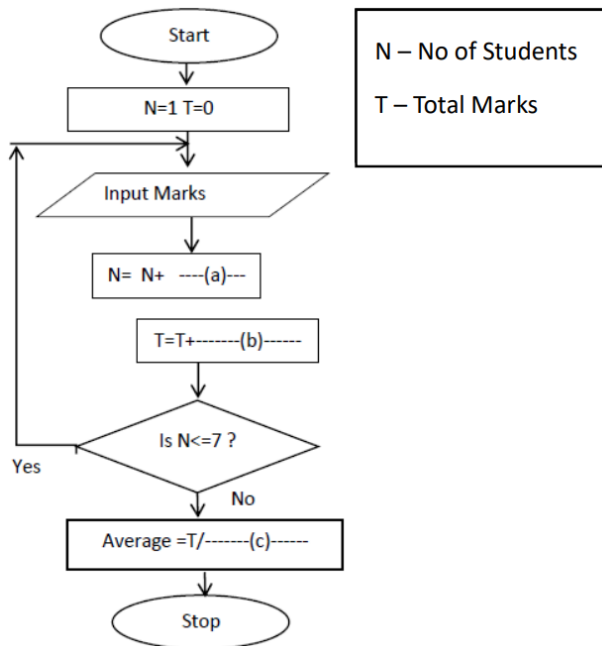 Start
N – No of Students
T – Total Marks
N=1 T=0
Input Marks
N= N+ ----(a)---
T=T+-------(b)------
Is N<=7 ?
Yes
No
Average =T/-------(c)------
Stop